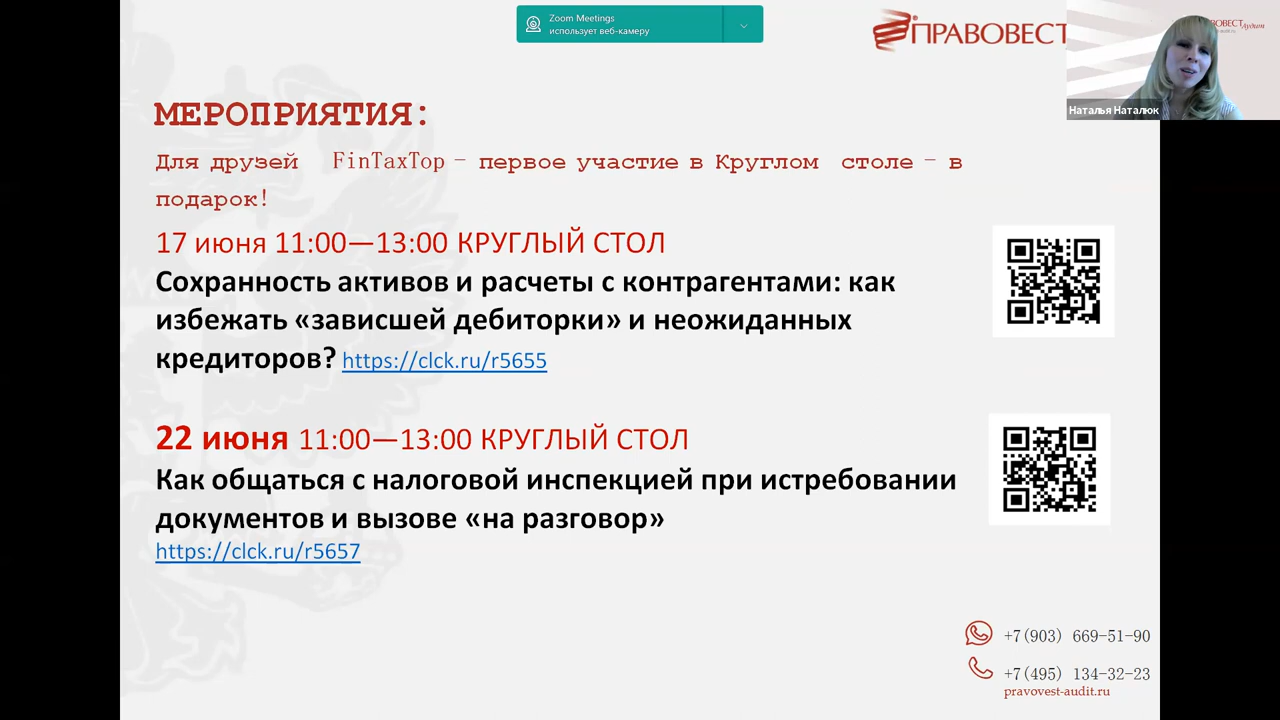 Zoom Meetings
использует веб-камеру
ПРАВОВЕСТ
Наталья Наталюк
МЕРОПРИЯТИЯ:
Для друзей FinTaxTop – первое участие в Круглом столе – в
подарок!
17 июня 11:00—13:00 КРУГЛЫЙ СТОЛ
Сохранность активов и расчеты с контрагентами: как
избежать «зависшей дебиторки» и неожиданных
кредиторов? https://clck.ru/r5655
22 июня 11:00—13:00 КРУГЛЫЙ СТОЛ
Как общаться с налоговой инспекцией при истребовании
документов и вызове «на разговор»
https://clck.ru/r5657
+7(903) 669-51-90
+7(495) 134-32-23
pravovest-audit.ru